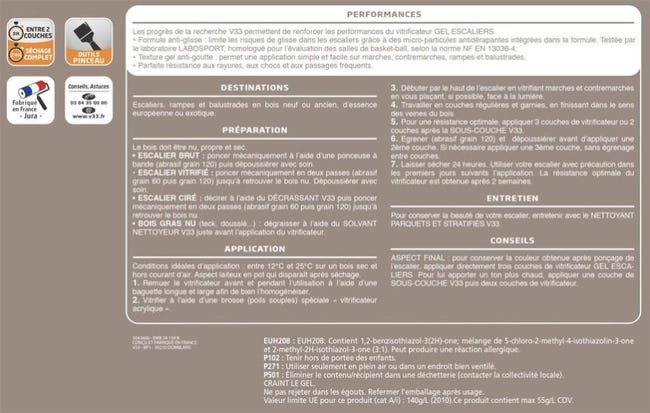 ENTRE 2
COUCHES
3H
24H
SÉCHAGE
COMPLET
OUTILS
PINCEAU
Fabriqué
en France
- Jura -
Conseils, Astuces
03 84 35 00 86
www.v33.fr
PERFORMANCES
Les progrès de la recherche V33 permettent de renforcer les performances du vitrificateur GEL ESCALIERS.
• Formule anti-glisse : limite les risques de glisse dans les escaliers grâce à des micro-particules antidérapantes intégrées dans la formule. Testée par
le laboratoire LABOSPORT, homologué pour l'évaluation des salles de basket-ball, selon la norme NF EN 13036-4.
• Texture gel anti-goutte : permet une application simple et facile sur marches, contremarches, rampes et balustrades.
• Parfaite résistance aux rayures, aux chocs et aux passages fréquents.
DESTINATIONS
Escaliers, rampes et balustrades en bois neuf ou ancien, d'essence
européenne ou exotique.
PRÉPARATION
Le bois doit être nu, propre et sec.
• ESCALIER BRUT : poncer mécaniquement à l'aide d'une ponceuse à
bande (abrasif grain 120) puis dépoussiérer avec soin.
• ESCALIER VITRIFIÉ : poncer mécaniquement en deux passes (abrasif
grain 60 puis grain 120) jusqu'à retrouver le bois nu. Dépoussiérer avec
soin.
• ESCALIER CIRÉ : décirer à l'aide du DÉCRASSANT V33 puis poncer
mécaniquement en deux passes (abrasif grain 60 puis grain 120) jusqu'à
retrouver le bois nu.
• BOIS GRAS NU (teck, doussié...) : dégraisser à l'aide du SOLVANT
NETTOYEUR V33 juste avant l'application du vitrificateur.
APPLICATION
Conditions idéales d'application : entre 12°C et 25°C sur un bois sec et
hors courant d'air. Aspect laiteux en pot qui disparaît après séchage.
1. Remuer le vitrificateur avant et pendant l'utilisation à l'aide d'une
baguette longue et large afin de bien l'homogénéiser.
2. Vitrifier à l'aide d'une brosse (poils souples) spéciale « vitrificateur
acrylique ».
3. Débuter par le haut de l'escalier en vitrifiant marches et contremarches
en vous plaçant, si possible, face à la lumière.
4. Travailler en couches régulières et garnies, en finissant dans le sens
des veines du bois.
5. Pour une résistance optimale, appliquer 3 couches de vitrificateur ou 2
couches après la SOUS-COUCHE V33.
6. Egrener (abrasif grain 120) et dépoussiérer avant d'appliquer une
2ème couche. Si nécessaire appliquer une 3ème couche, sans égrenage
entre couches.
7. Laisser sécher 24 heures. Utiliser votre escalier avec précaution dans
les premiers jours suivants l'application. La résistance optimale du
vitrificateur est obtenue après 2 semaines.
ENTRETIEN
Pour conserver la beauté de votre escalier, entretenir avec le NETTOYANT
PARQUETS ET STRATIFIÉS V33.
CONSEILS
ASPECT FINAL : pour conserver la couleur obtenue après ponçage de
l'escalier, appliquer directement trois couches de vitrificateur GEL ESCA-
LIERS. Pour lui apporter un ton plus chaud, appliquer une couche de
SOUS-COUCHE V33 puis deux couches de vitrificateur.
CONÇU ET FABRIQUÉ EN FRANCE
EUH208 : EUH208: Contient 1,2-benzisothiazol-3(2H)-one; mélange de 5-chloro-2-methyl-4-isothiazolin-3-one
et 2-methyl-2H-isothiazol-3-one (3:1). Peut produire une réaction allergique.
P102 : Tenir hors de portée des enfants.
P271 : Utiliser seulement en plein air ou dans un endroit bien ventilé.
P501 : Éliminer le contenu/récipient dans une déchetterie (contacter la collectivité locale).
CRAINT LE GEL.
Ne pas rejeter dans les égouts. Refermer l'emballage après usage.
Valeur limite UE pour ce produit (cat A/i) : 140g/L (2010).Ce produit contient max 55g/L COV.